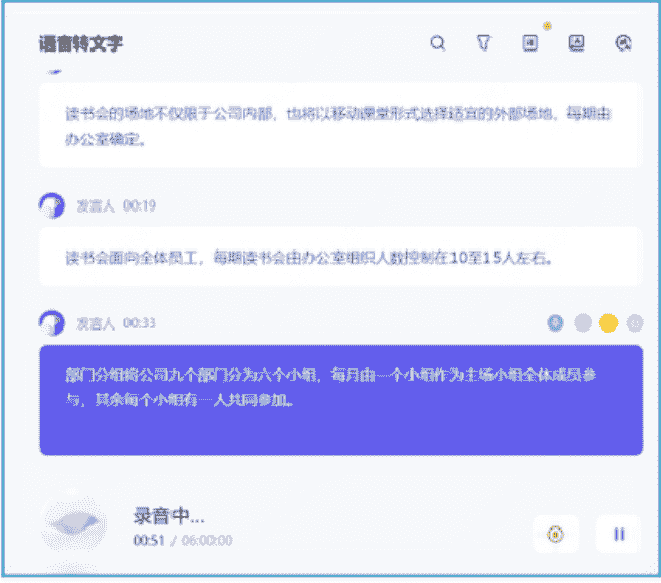 语音转文字
读书会的场地不仅限于公司内部，也将以移动课堂形式选择适宜的外部场地，每期由
办公室确定。
发言人 00:19
读书会面向全体员工，每期读书会由办公室组织人数控制在10至15人左右。
发言人 00:33
部门分组将公司九个部门分为六个小组，每月由一个小组作为主场小组全体成员参
与，其余每个小组有一人共同参加。
录音中...
00:51 / 06:00:00